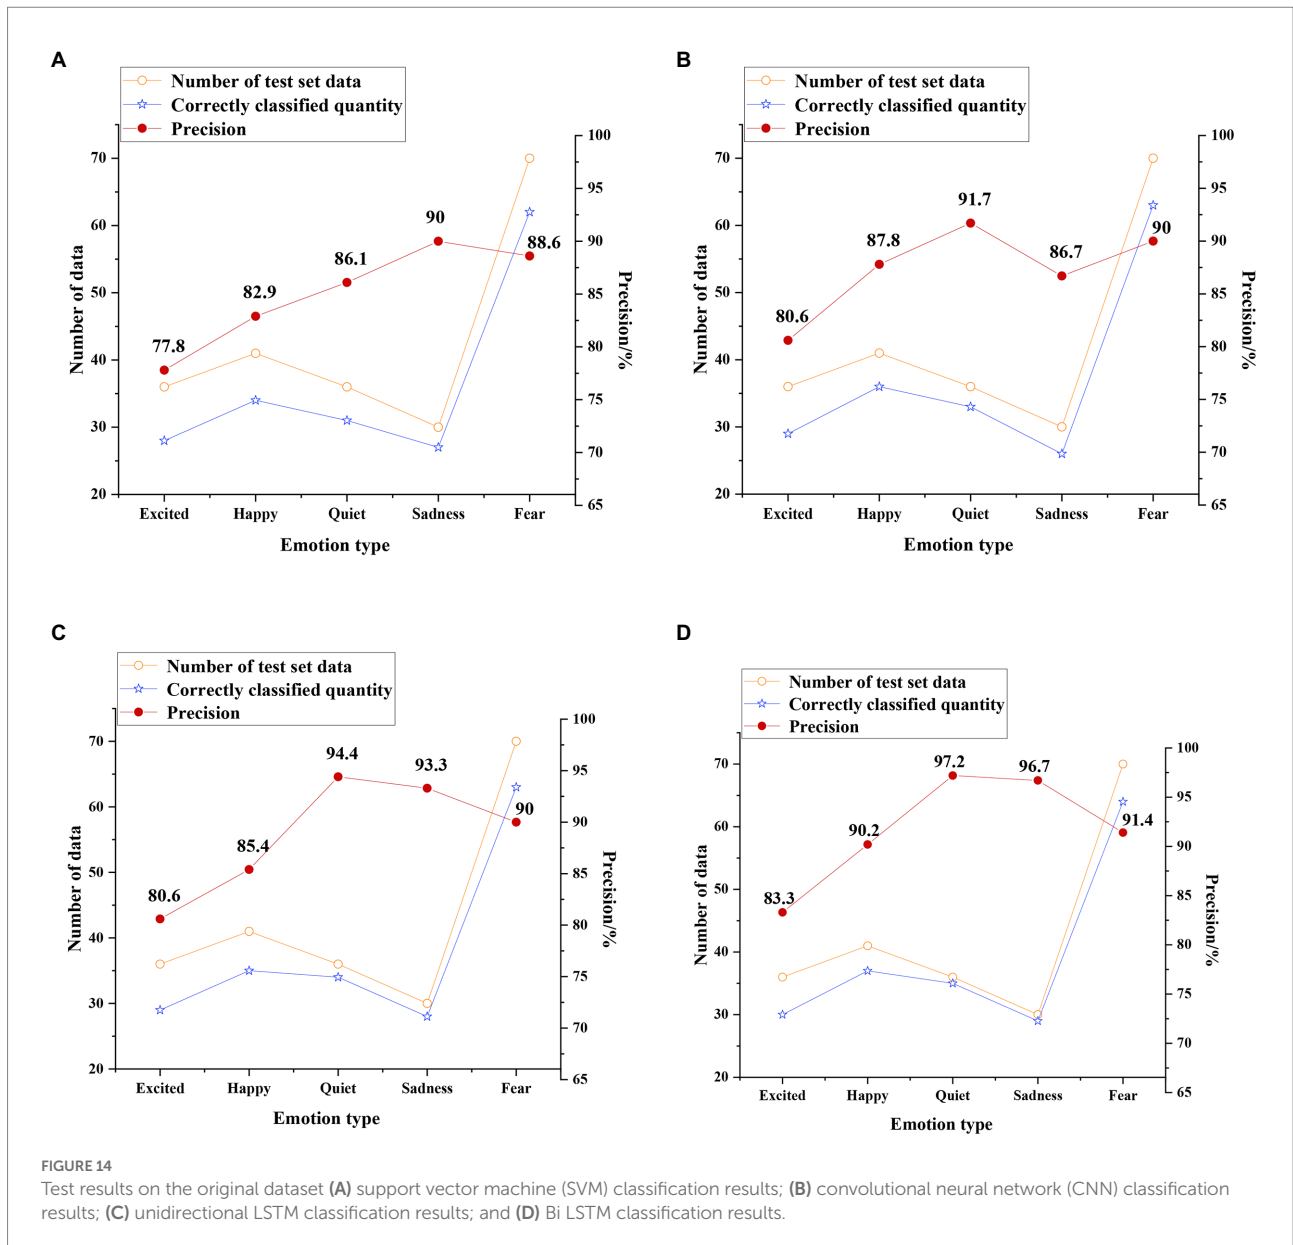 A
Number of test set data
Correctly classified quantity
Precision
Number of data
70
60
50
40
30
20
77.8
82.9
86.1
90
88.6
100
95
90
85
80
75
70
65
Precision/%
Excited Happy Quiet Sadness Fear
Emotion type
B
Number of test set data
Correctly classified quantity
Precision
Number of data
70
60
50
40
30
20
80.6
87.8
91.7
86.7
90
100
95
90
85
80
75
70
65
Precision/%
Excited Happy Quiet Sadness Fear
Emotion type
C
Number of test set data
Correctly classified quantity
Precision
Number of data
70
60
50
40
30
20
80.6
85.4
94.4
93.3
90
100
95
90
85
80
75
70
65
Precision/%
Excited Happy Quiet Sadness Fear
Emotion type
D
Number of test set data
Correctly classified quantity
Precision
Number of data
70
60
50
40
30
20
83.3
90.2
97.2
96.7
91.4
100
95
90
85
80
75
70
65
Precision/%
Excited Happy Quiet Sadness Fear
Emotion type
FIGURE 14
Test results on the original dataset (A) support vector machine (SVM) classification results; (B) convolutional neural network (CNN) classification
results; (C) unidirectional LSTM classification results; and (D) Bi LSTM classification results.